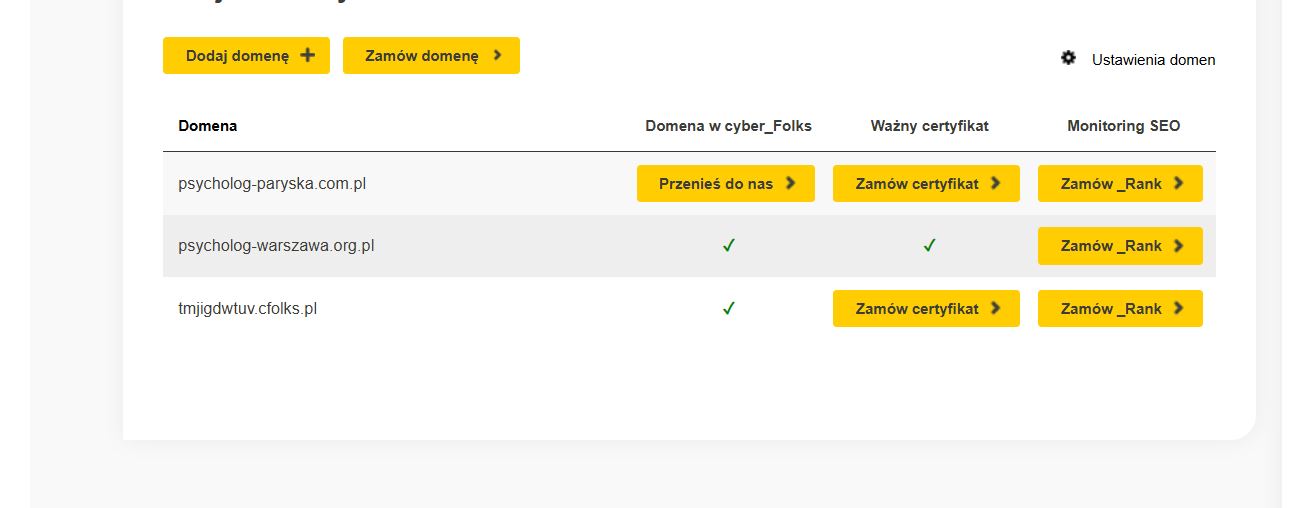 Dodaj domenę
Zamów domenę
Ustawienia domen
Domena Domena w cyber_Folks Ważny certyfikat Monitoring SEO
psycholog-paryska.com.pl Przenieś do nas Zamów certyfikat Zamów _Rank
psycholog-warszawa.org.pl Zamów _Rank
tmjigdwtuv.cfolks.pl Zamów certyfikat Zamów _Rank